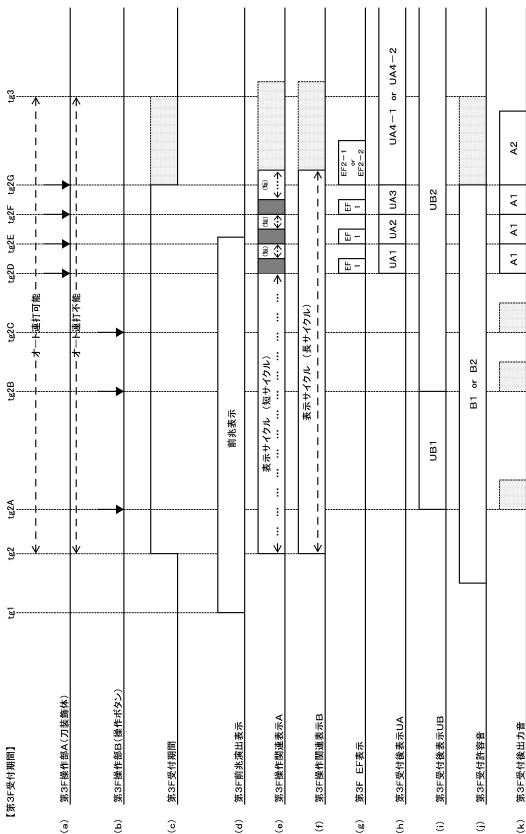 【第3F受付期間】
tg1
tg2
tg2A
tg2B
tg2C
tg2D
tg2E
tg2F
tg2G
tg3
オート連打可能
(a) 第3F操作部A(刀装飾体)
オート連打不能
(b) 第3F操作部B(操作ボタン)
(c) 第3F受付期間
(d) 第3F前兆演出表示
前兆表示
(e) 第3F操作関連表示A
表示サイクル(短サイクル)
(短)
(短)
(短)
(f) 第3F操作関連表示B
表示サイクル(長サイクル)
(g) 第3F EF表示
EF1
EF1
EF1
EF2-1 or EF2-2
(h) 第3F受付後表示UA
UA1
UA2
UA3
UA4-1 or UA4-2
(i) 第3F受付後表示UB
UB1
UB2
(j) 第3F受付許容音
B1 or B2
(k) 第3F受付後出力音
A1
A1
A1
A2